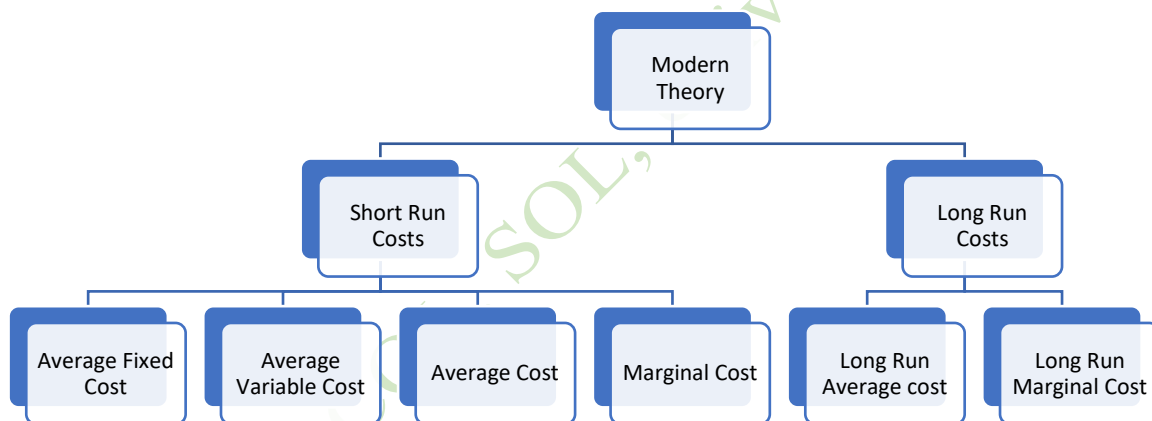 Modern
Theory
Short Run
Costs
Long Run
Costs
Average Fixed
Cost
Average
Variable Cost
Average Cost
Marginal Cost
Long Run
Average cost
Long Run
Marginal Cost
SOL,